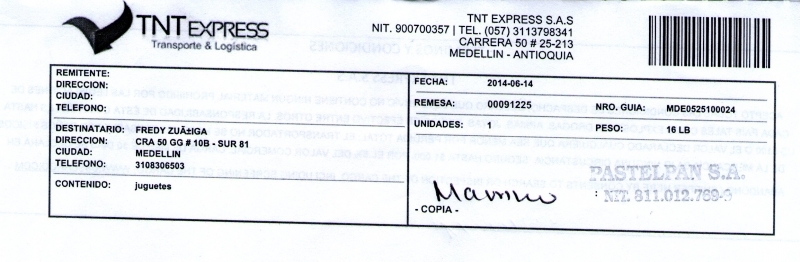 TNT EXPRESS
Transporte & Logística
TNT EXPRESS S.A.S
NIT. 900700357 | TEL. (057) 3113798341
CARRERA 50 # 25-213
MEDELLIN - ANTIOQUIA
REMITENTE:
DIRECCION:
CIUDAD:
TELEFONO:
DESTINATARIO: FREDY ZUÃ±IGA
DIRECCION: CRA 50 GG # 10B - SUR 81
CIUDAD: MEDELLIN
TELEFONO: 3108306503
CONTENIDO: juguetes
FECHA: 2014-06-14
REMESA: 00091225 NRO. GUIA: MDE0525100024
UNIDADES: 1 PESO: 16 LB
PASTELPAN S.A.
NIT. 811.012.769-3
- COPIA -